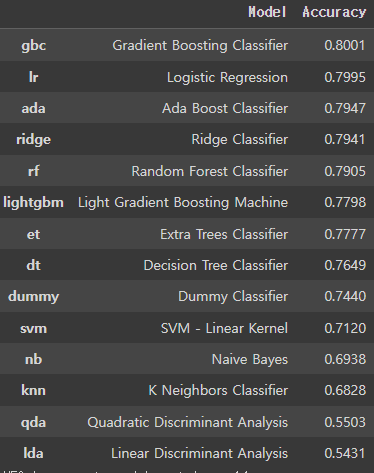 Model Accuracy
gbc Gradient Boosting Classifier 0.8001
lr Logistic Regression 0.7995
ada Ada Boost Classifier 0.7947
ridge Ridge Classifier 0.7941
rf Random Forest Classifier 0.7905
lightgbm Light Gradient Boosting Machine 0.7798
et Extra Trees Classifier 0.7777
dt Decision Tree Classifier 0.7649
dummy Dummy Classifier 0.7440
svm SVM - Linear Kernel 0.7120
nb Naive Bayes 0.6938
knn K Neighbors Classifier 0.6828
qda Quadratic Discriminant Analysis 0.5503
lda Linear Discriminant Analysis 0.5431